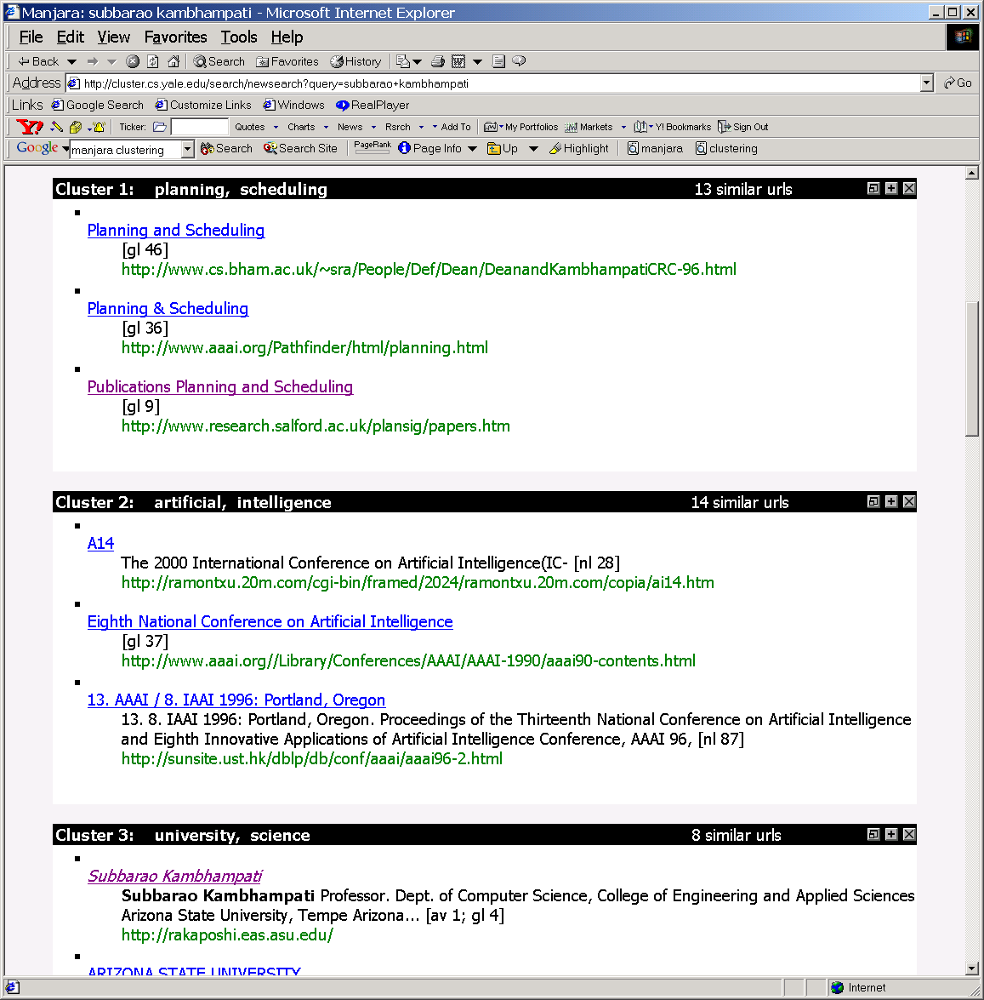 Manjara: subbarao kambhampati - Microsoft Internet Explorer
File Edit View Favorites Tools Help
Back Search Favorites History
Address http://cluster.cs.yale.edu/search/newsearch?query=subbarao+kambhampati Go
Links Google Search Customize Links Windows RealPlayer
Y! Ticker: Quotes Charts News Rsrch Add To My Portfolios Markets Y! Bookmarks Sign Out
Google manjara clustering Search Search Site PageRank Page Info Up Highlight manjara clustering
Cluster 1: planning, scheduling 13 similar urls
Planning and Scheduling
[gl 46]
http://www.cs.bham.ac.uk/~sra/People/Def/Dean/DeanandKambhampatiCRC-96.html
Planning & Scheduling
[gl 36]
http://www.aaai.org/Pathfinder/html/planning.html
Publications Planning and Scheduling
[gl 9]
http://www.research.salford.ac.uk/plansig/papers.htm
Cluster 2: artificial, intelligence 14 similar urls
A14
The 2000 International Conference on Artificial Intelligence(IC- [nl 28]
http://ramontxu.20m.com/cgi-bin/framed/2024/ramontxu.20m.com/copia/ai14.htm
Eighth National Conference on Artificial Intelligence
[gl 37]
http://www.aaai.org//Library/Conferences/AAAI/AAAI-1990/aaai90-contents.html
13. AAAI / 8. IAAI 1996: Portland, Oregon
13. 8. IAAI 1996: Portland, Oregon. Proceedings of the Thirteenth National Conference on Artificial Intelligence
and Eighth Innovative Applications of Artificial Intelligence Conference, AAAI 96, [nl 87]
http://sunsite.ust.hk/dblp/db/conf/aaai/aaai96-2.html
Cluster 3: university, science 8 similar urls
Subbarao Kambhampati
Subbarao Kambhampati Professor. Dept. of Computer Science, College of Engineering and Applied Sciences
Arizona State University, Tempe Arizona... [av 1; gl 4]
http://rakaposhi.eas.asu.edu/
ARIZONA STATE UNIVERSITY
Internet